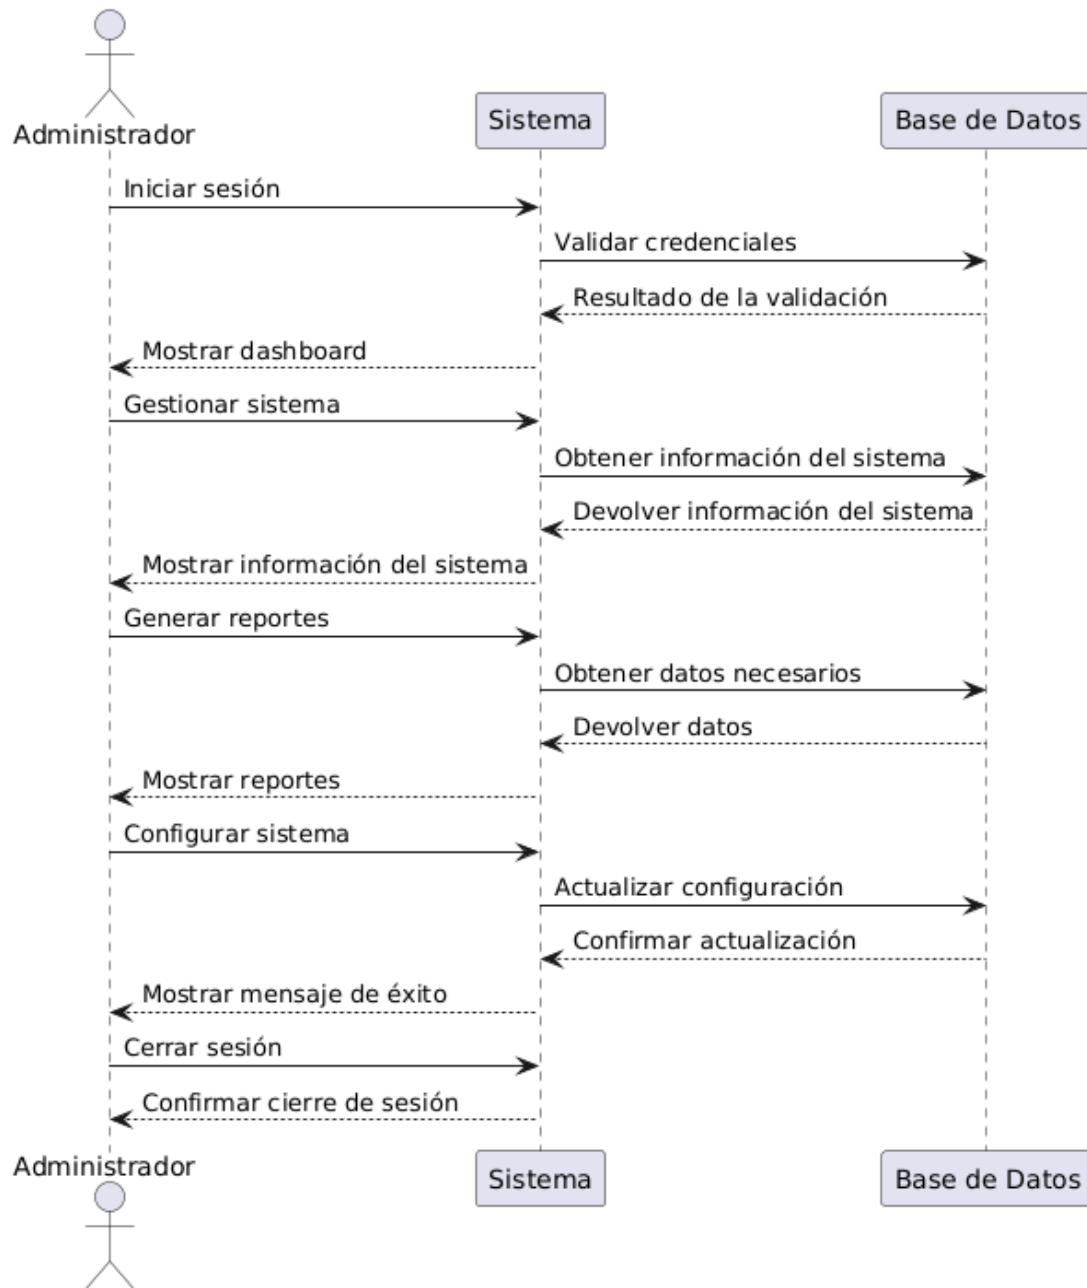 Administrador
Sistema
Base de Datos
Iniciar sesión
Validar credenciales
Resultado de la validación
Mostrar dashboard
Gestionar sistema
Obtener información del sistema
Devolver información del sistema
Mostrar información del sistema
Generar reportes
Obtener datos necesarios
Devolver datos
Mostrar reportes
Configurar sistema
Actualizar configuración
Confirmar actualización
Mostrar mensaje de éxito
Cerrar sesión
Confirmar cierre de sesión
Administrador
Sistema
Base de Datos